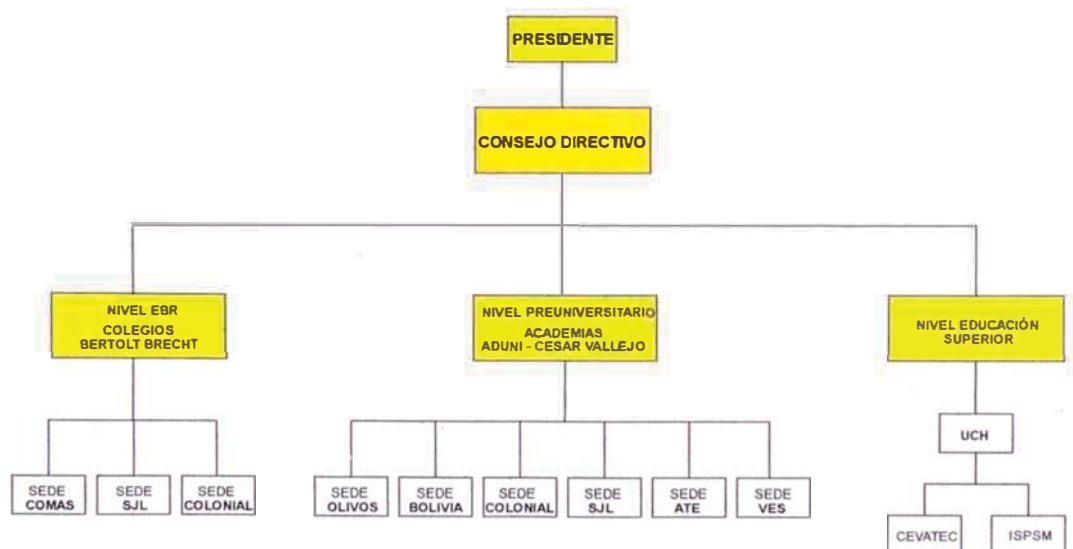 PRESIDENTE
CONSEJO DIRECTIVO
NIVEL EBR
COLEGIOS
BERTOLT BRECHT
NIVEL PREUNIVERSITARIO
ACADEMIAS
ADUNI - CESAR VALLEJO
NIVEL EDUCACIÓN
SUPERIOR
UCH
SEDE
COMAS
SEDE
SJL
SEDE
COLONIAL
SEDE
OLIVOS
SEDE
BOLIVIA
SEDE
COLONIAL
SEDE
SJL
SEDE
ATE
SEDE
VES
CEVATEC
ISPSM